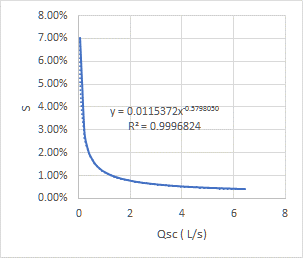 8.00%
7.00%
6.00%
5.00%
4.00%
3.00%
2.00%
1.00%
0.00%
S
y = 0.0115372x^-0.5798050
R² = 0.9996824
0 2 4 6 8
Qsc ( L/s)